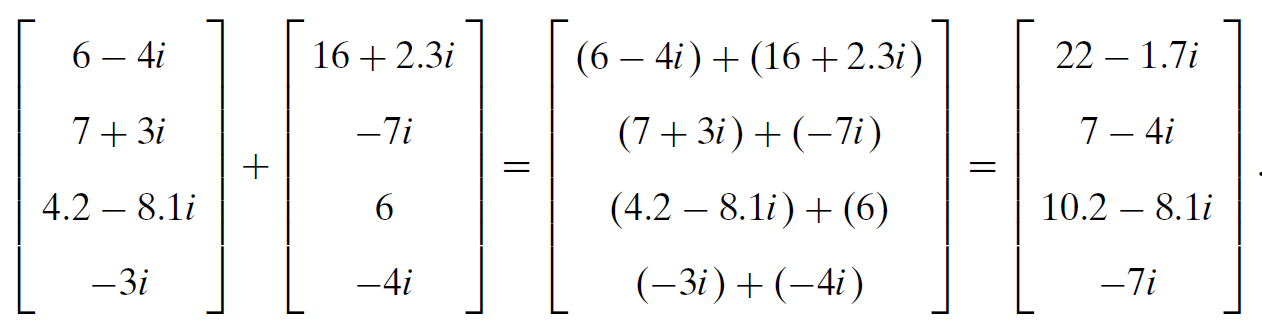 6 − 4i 16 + 2.3i (6 − 4i) + (16 + 2.3i) 22 − 1.7i
7 + 3i −7i (7 + 3i) + (−7i) 7 − 4i
+ = = .
4.2 − 8.1i 6 (4.2 − 8.1i) + (6) 10.2 − 8.1i
−3i −4i (−3i) + (−4i) −7i